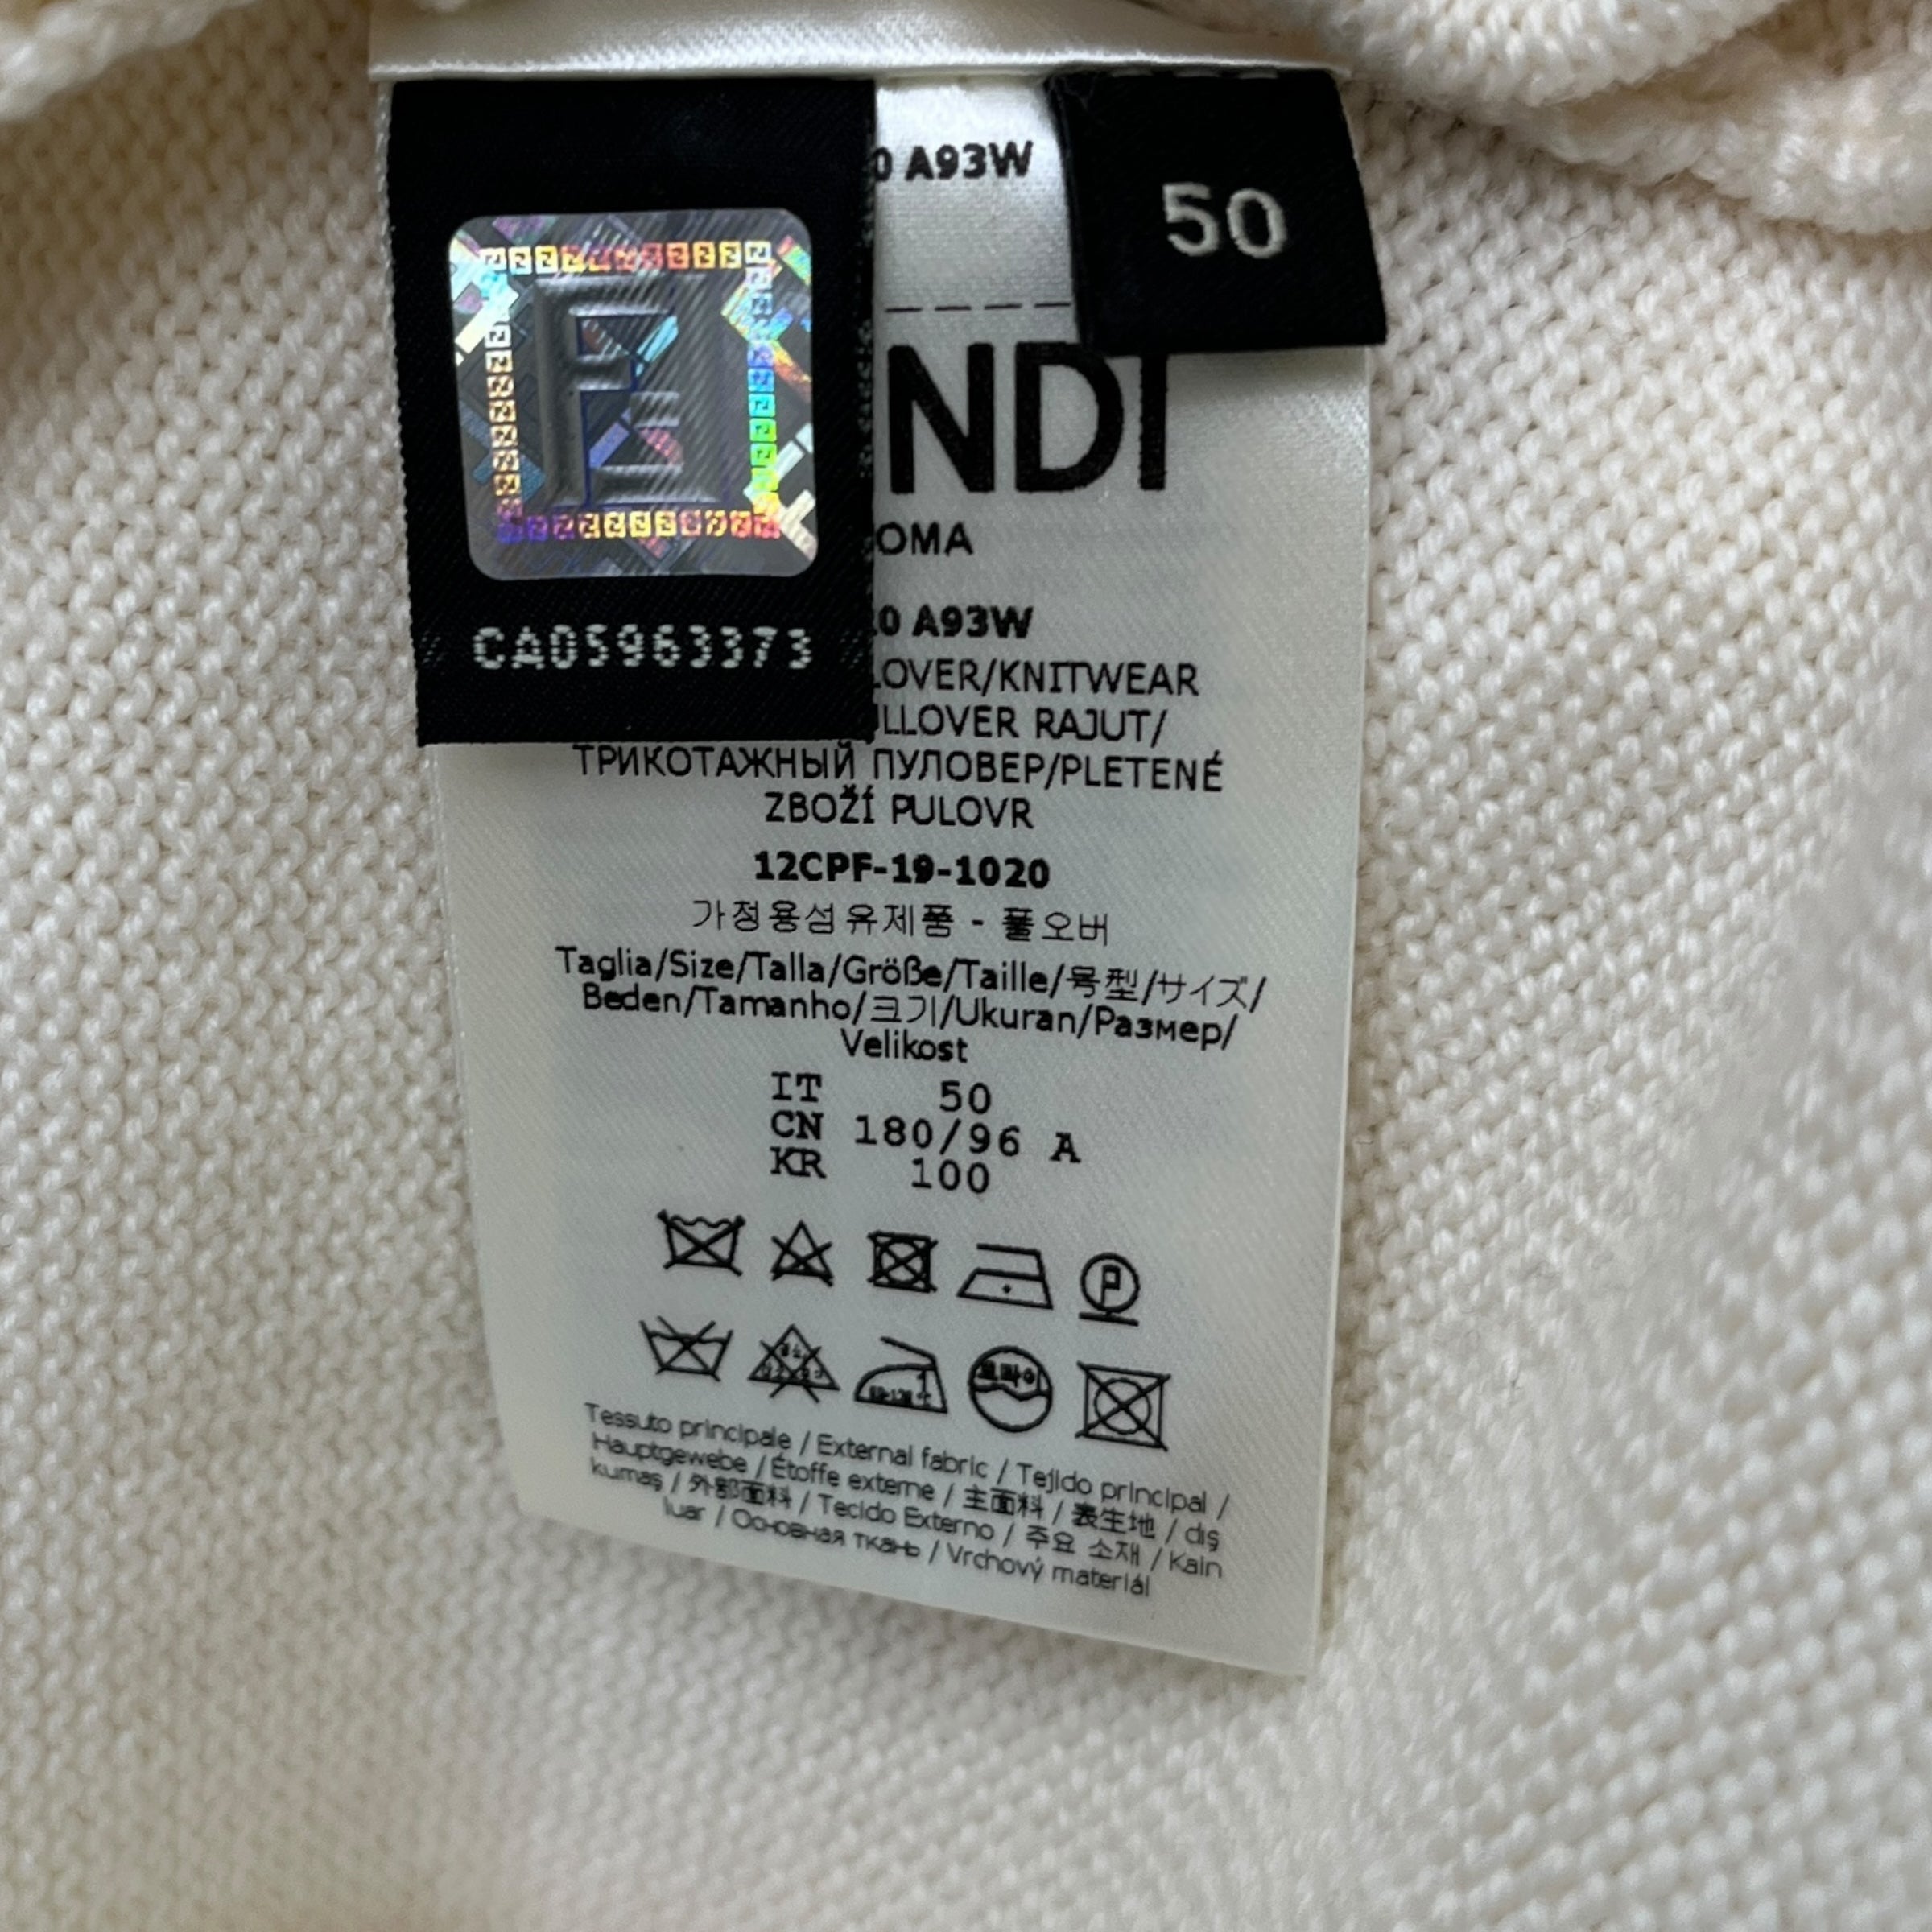 0 A93W
50
NDI
OMA
CA05963373
0 A93W
LOVER/KNITWEAR
LLOVER RAJUT/
ТРИКОТАЖНЫЙ ПУЛОВЕР/PLETENÉ
ZBOŽÍ PULOVR
12CPF-19-1020
가정용섬유제품 - 풀오버
Taglia/Size/Talla/Größe/Taille/号型/サイズ/
Beden/Tamanho/크기/Ukuran/Размер/
Velikost
IT 50
CN 180/96 A
KR 100
P
드라이
Tessuto principale / External fabric / Tejido principal /
Hauptgewebe / Étoffe externe / 主面料 / 表生地 / dış
kumaş / 外部面料 / Tecido Externo / 주요 소재 / Kain
luar / Основная ткань / Vrchový materiál